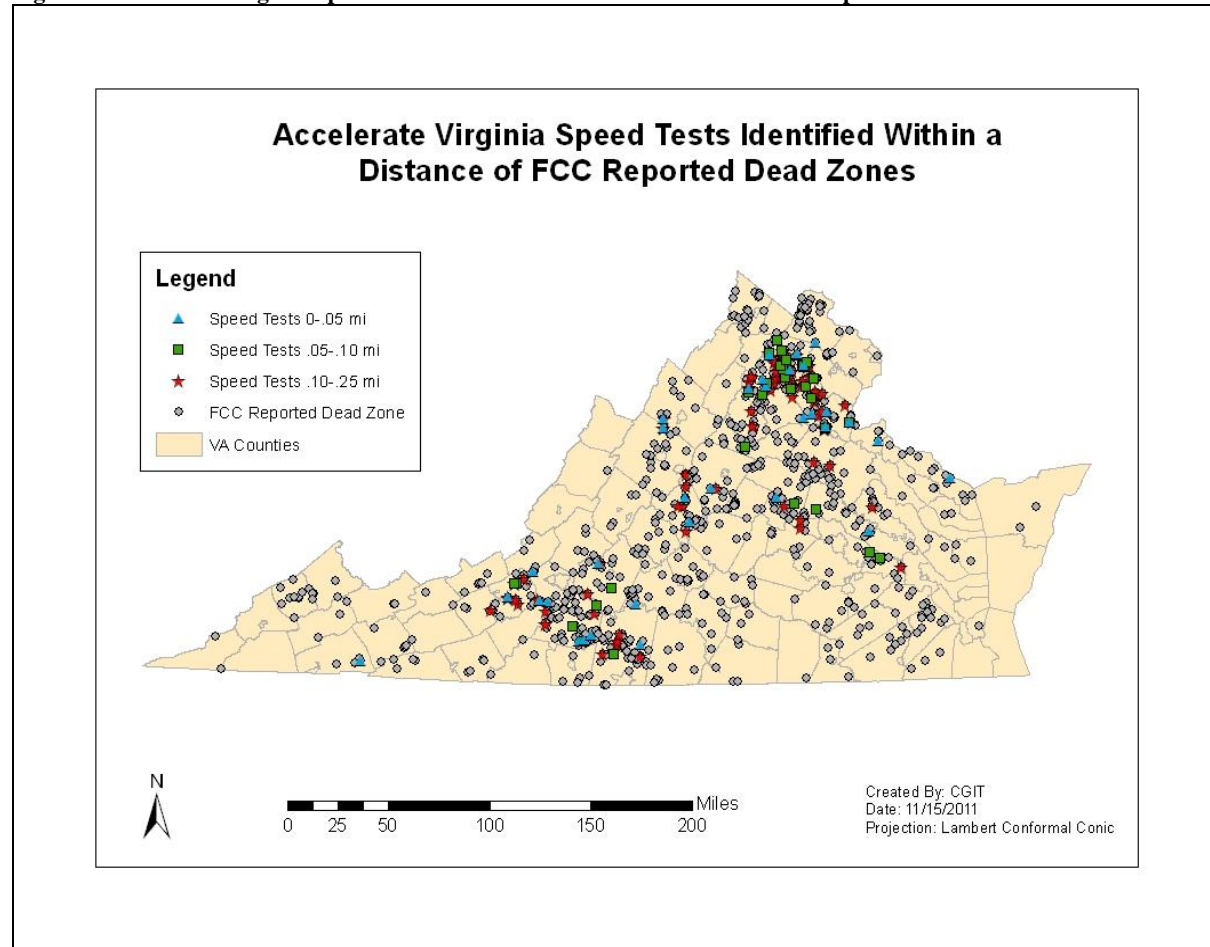 Accelerate Virginia Speed Tests Identified Within a
Distance of FCC Reported Dead Zones
Legend
Speed Tests 0-.05 mi
Speed Tests .05-.10 mi
Speed Tests .10-.25 mi
FCC Reported Dead Zone
VA Counties
N
Miles
0 25 50 100 150 200
Created By: CGIT
Date: 11/15/2011
Projection: Lambert Conformal Conic